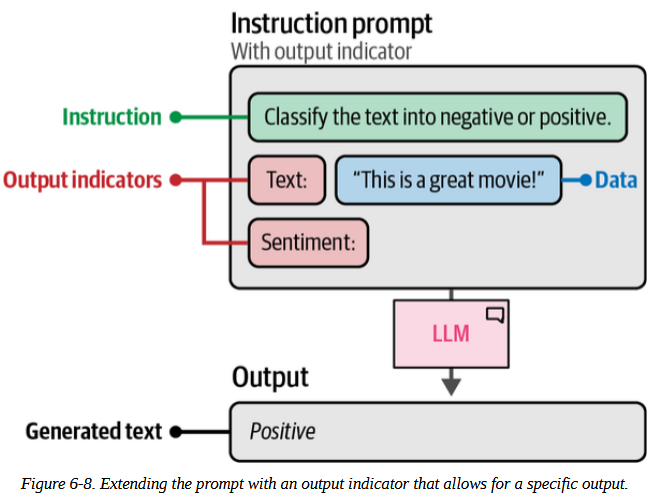 Instruction prompt
With output indicator
Instruction
Classify the text into negative or positive.
Output indicators
Text:
“This is a great movie!”
Data
Sentiment:
LLM
Output
Generated text
Positive
Figure 6-8. Extending the prompt with an output indicator that allows for a specific output.